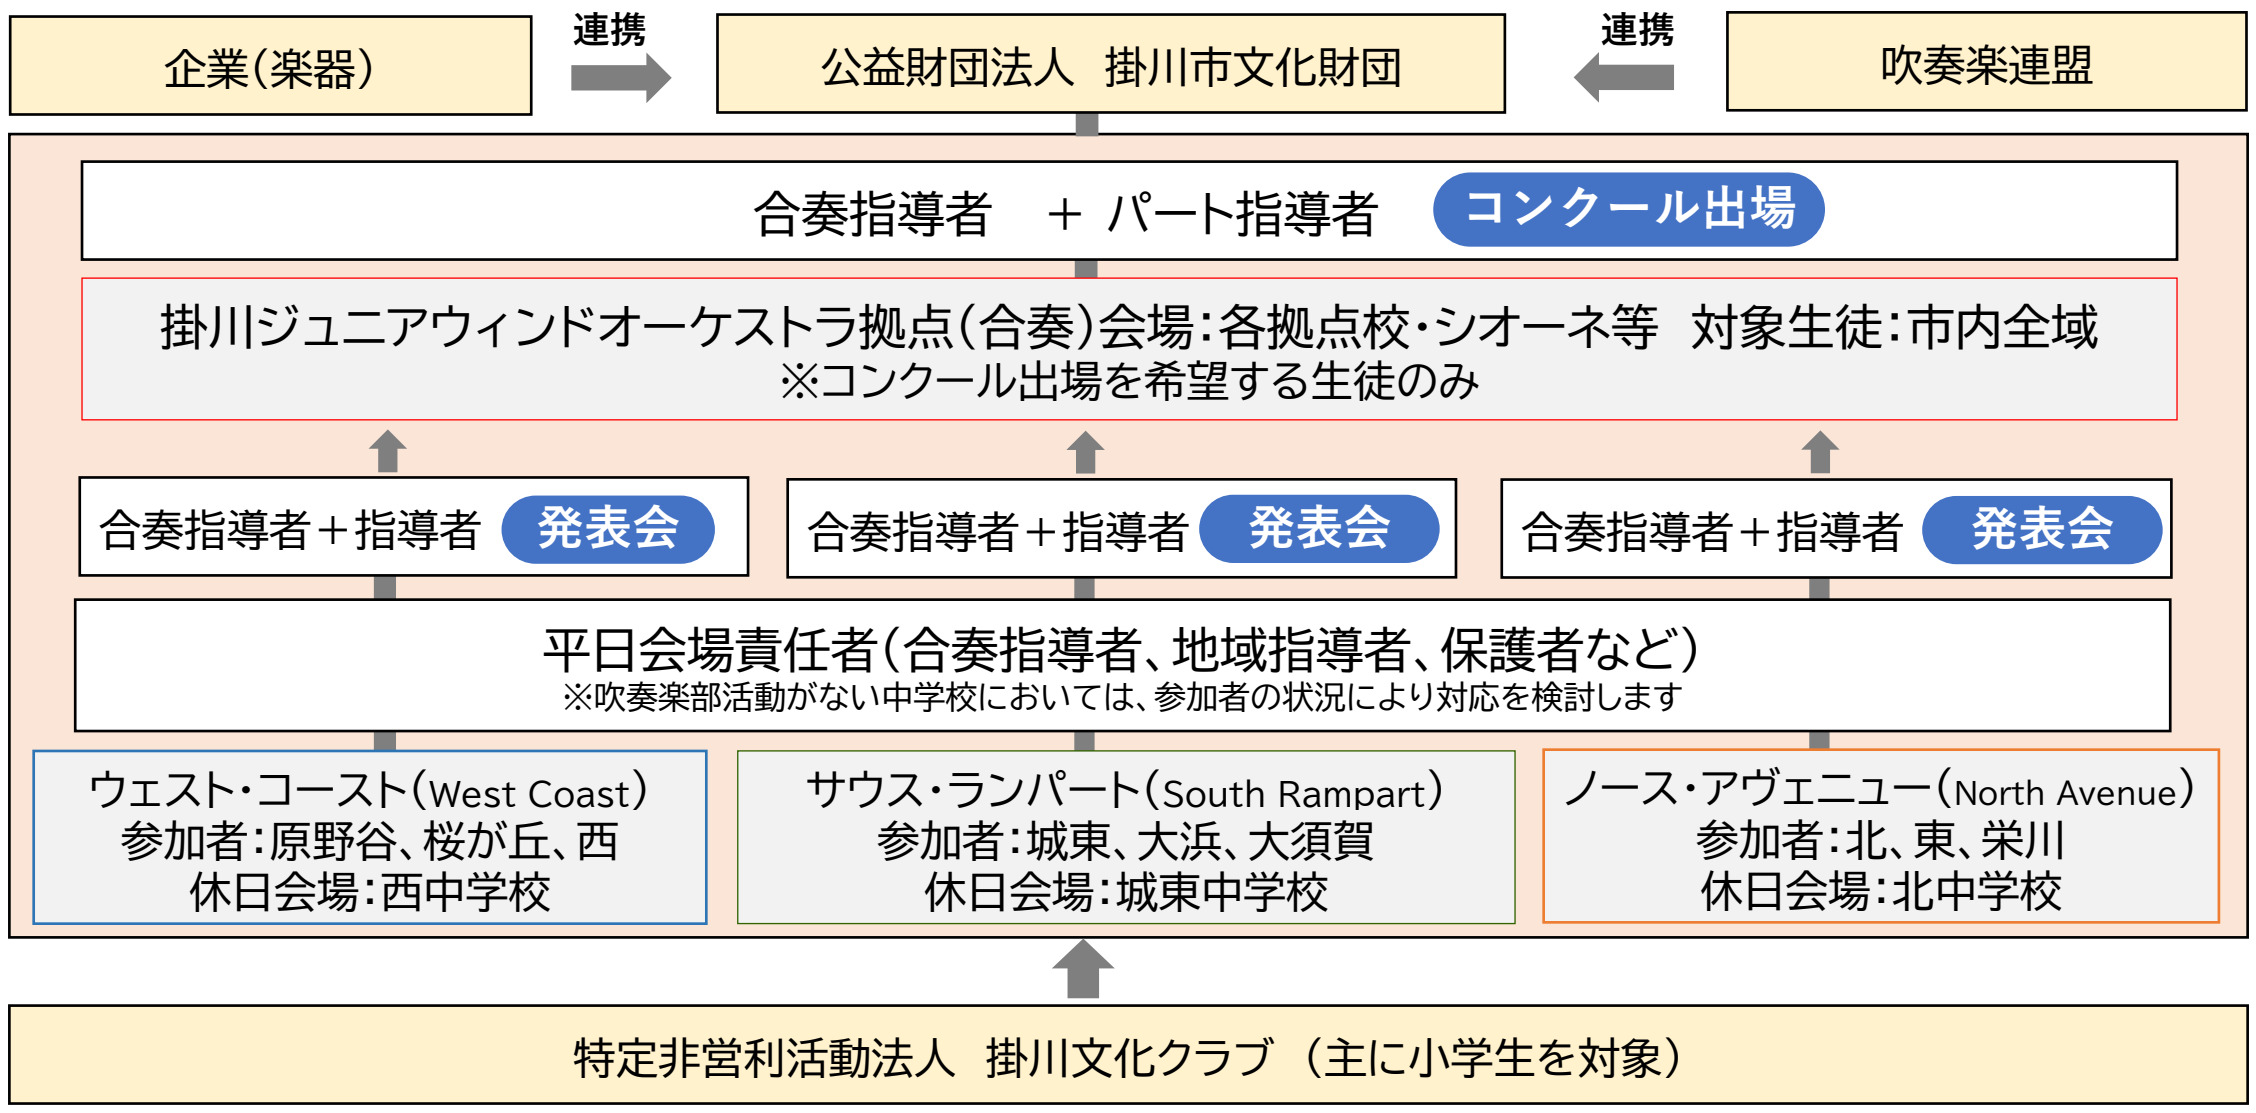 連携
連携
企業（楽器）
公益財団法人　掛川市文化財団
吹奏楽連盟
合奏指導者　＋ パート指導者
コンクール出場
掛川ジュニアウィンドオーケストラ拠点（合奏）会場：各拠点校・シオーネ等　対象生徒：市内全域
※コンクール出場を希望する生徒のみ
合奏指導者＋指導者
発表会
合奏指導者＋指導者
発表会
合奏指導者＋指導者
発表会
平日会場責任者（合奏指導者、地域指導者、保護者など）
※吹奏楽部活動がない中学校においては、参加者の状況により対応を検討します
ウェスト・コースト（West Coast）
参加者：原野谷、桜が丘、西
休日会場：西中学校
サウス・ランパート（South Rampart）
参加者：城東、大浜、大須賀
休日会場：城東中学校
ノース・アヴェニュー（North Avenue）
参加者：北、東、栄川
休日会場：北中学校
特定非営利活動法人　掛川文化クラブ （主に小学生を対象）